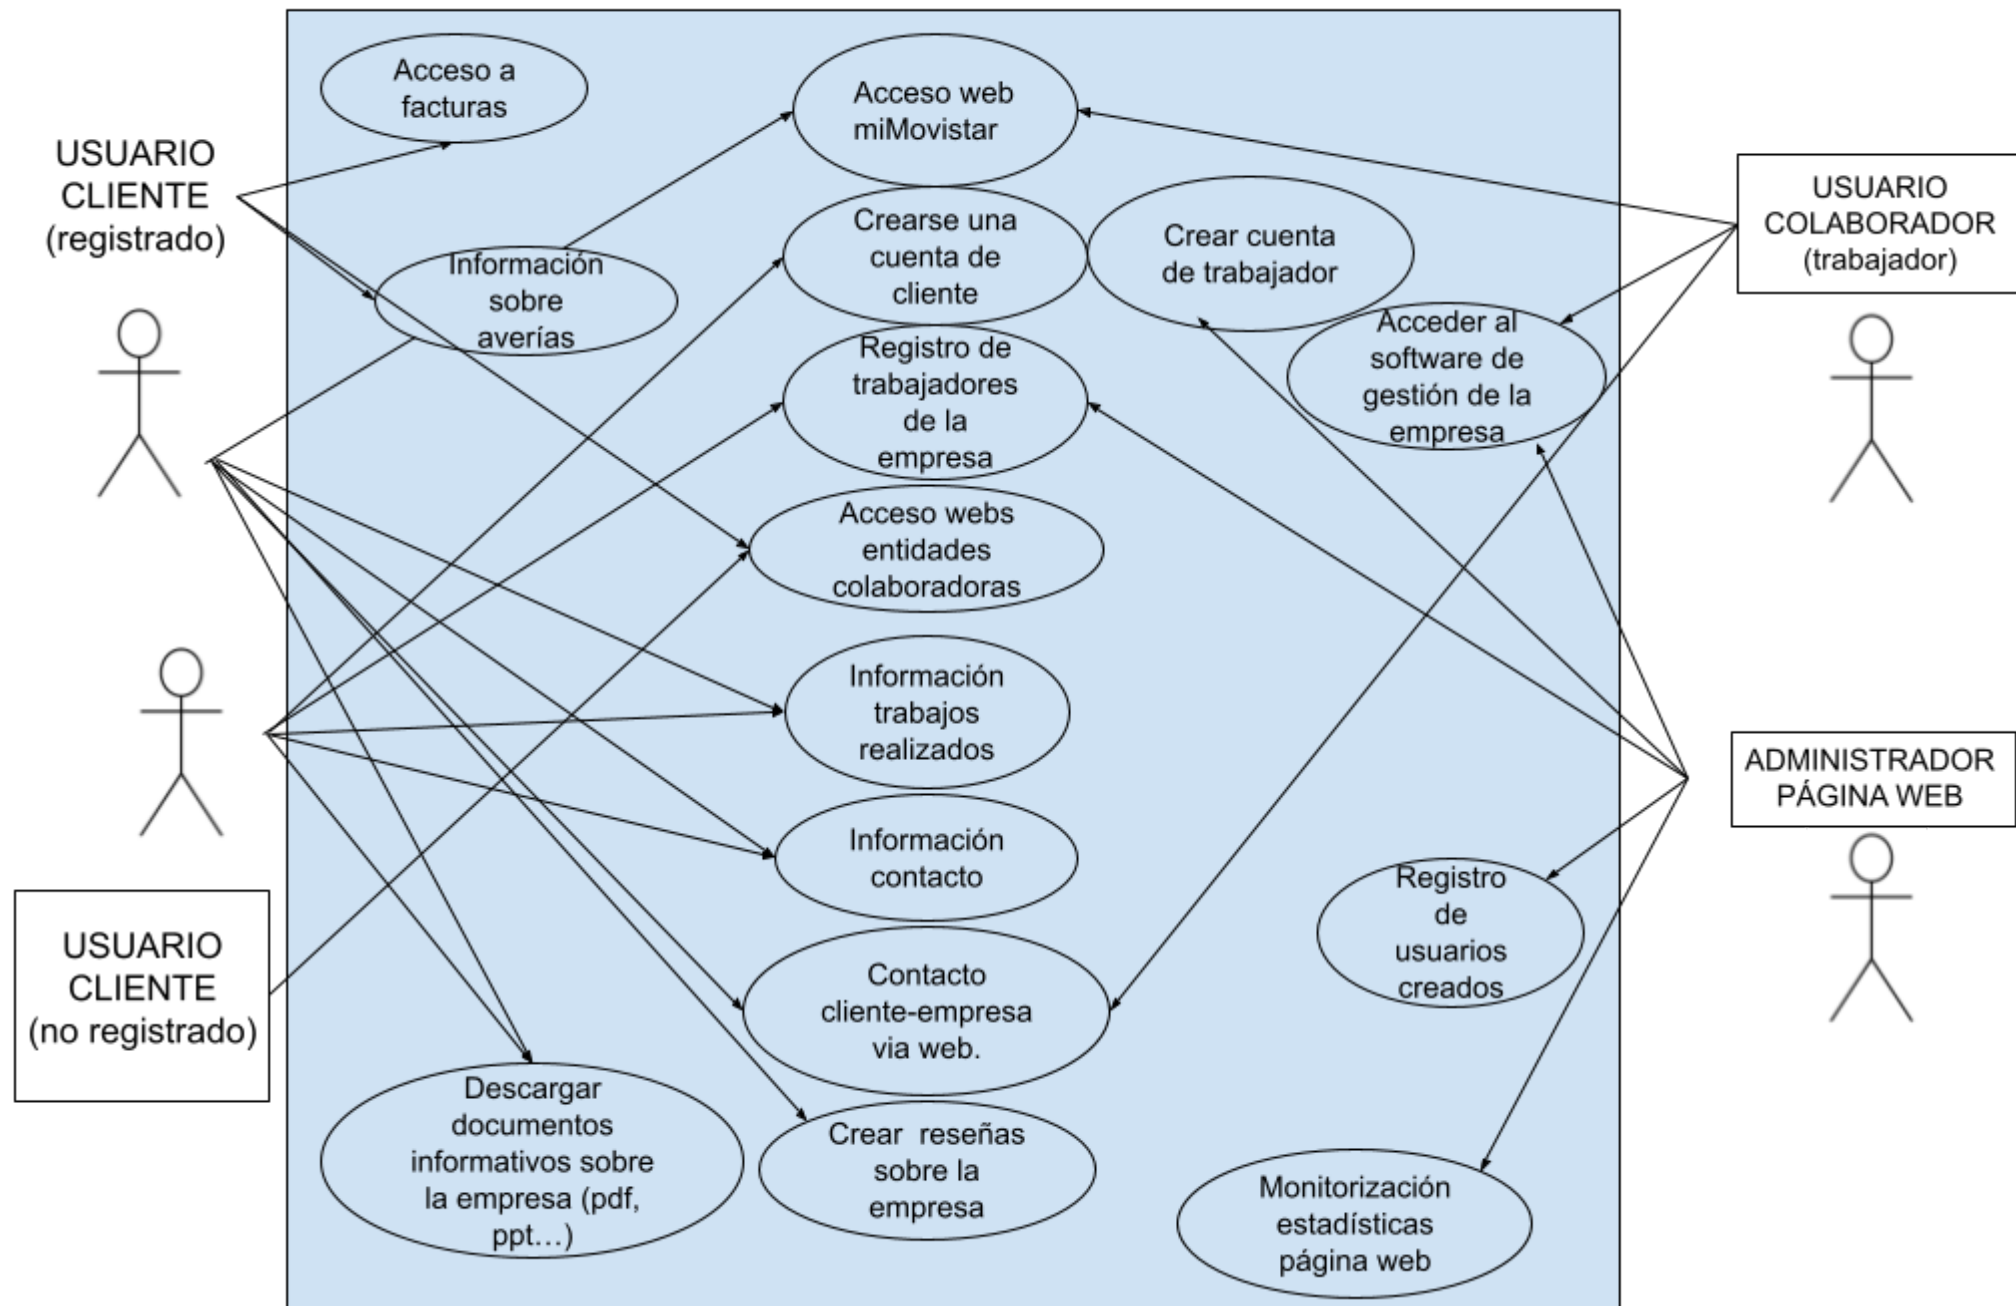 Acceso a
facturas
Acceso web
miMovistar
USUARIO
CLIENTE
(registrado)
USUARIO
COLABORADOR
(trabajador)
Crearse una
cuenta de
cliente
Crear cuenta
de trabajador
Información
sobre
averías
Acceder al
software de
gestión de la
empresa
Registro de
trabajadores
de la
empresa
Acceso webs
entidades
colaboradoras
Información
trabajos
realizados
ADMINISTRADOR
PÁGINA WEB
Información
contacto
Registro
de
usuarios
creados
USUARIO
CLIENTE
(no registrado)
Contacto
cliente-empresa
via web.
Descargar
documentos
informativos sobre
la empresa (pdf,
ppt…)
Crear  reseñas
sobre la
empresa
Monitorización
estadísticas
página web